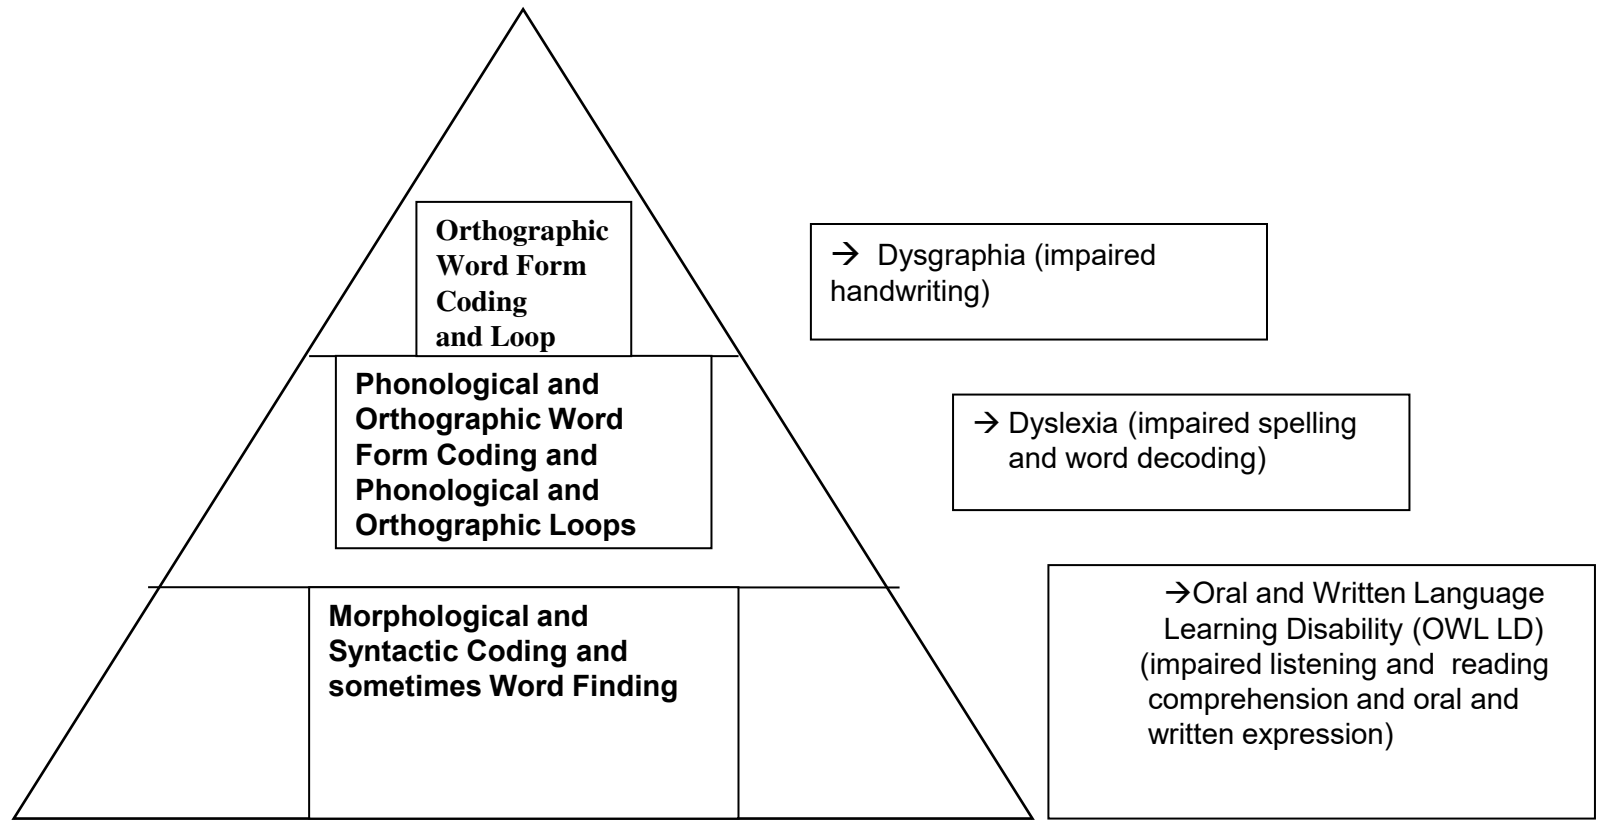 Orthographic
Word Form
Coding
and Loop
→ Dysgraphia (impaired
handwriting)
Phonological and
Orthographic Word
Form Coding and
Phonological and
Orthographic Loops
→ Dyslexia (impaired spelling
and word decoding)
Morphological and
Syntactic Coding and
sometimes Word Finding
→Oral and Written Language
Learning Disability (OWL LD)
(impaired listening and reading
comprehension and oral and
written expression)